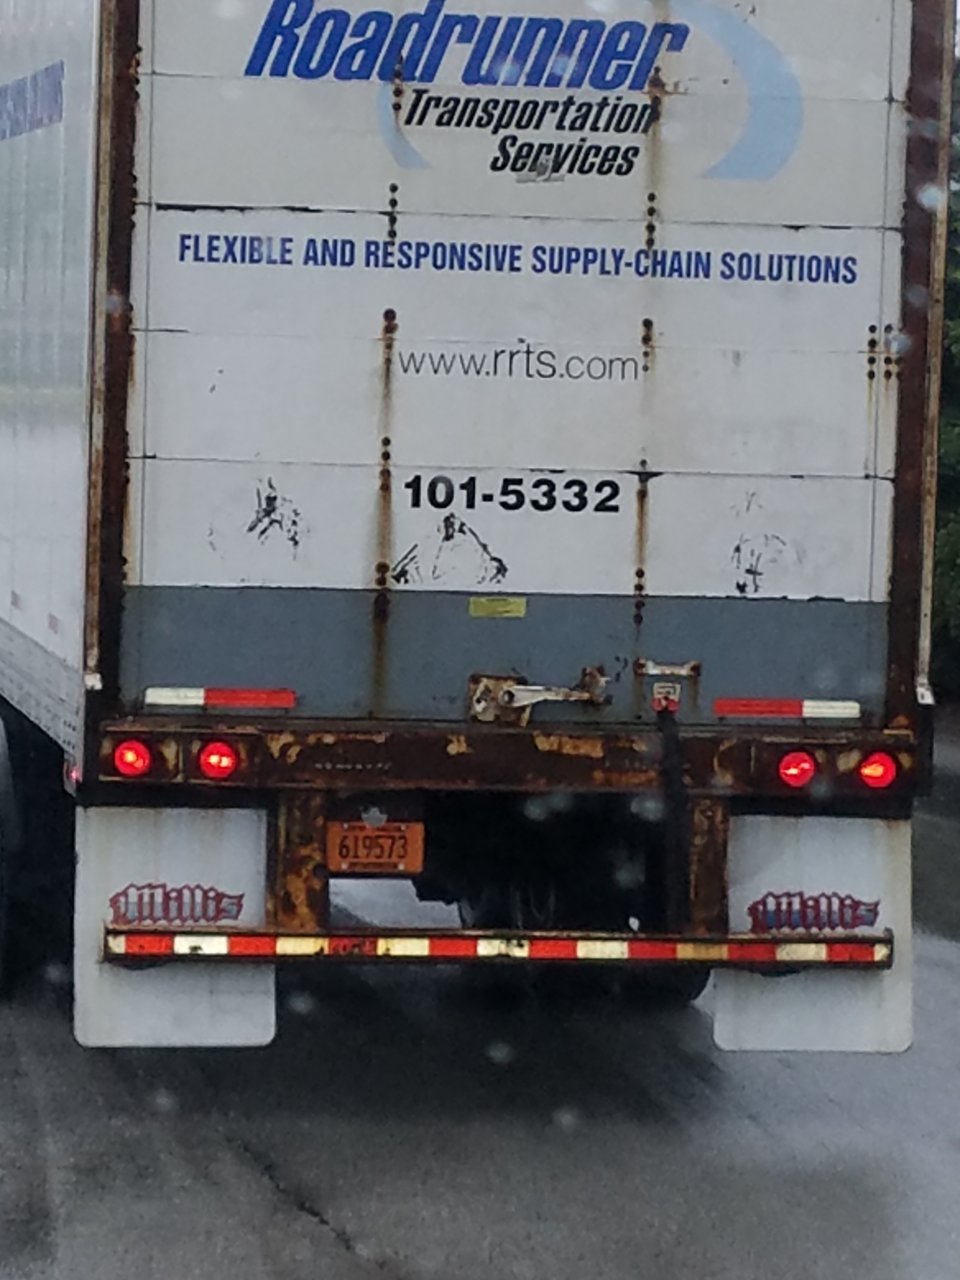 Roadrunner
Transportation
Services
FLEXIBLE AND RESPONSIVE SUPPLY-CHAIN SOLUTIONS
www.rrts.com
101-5332
619573
Millis
Millis